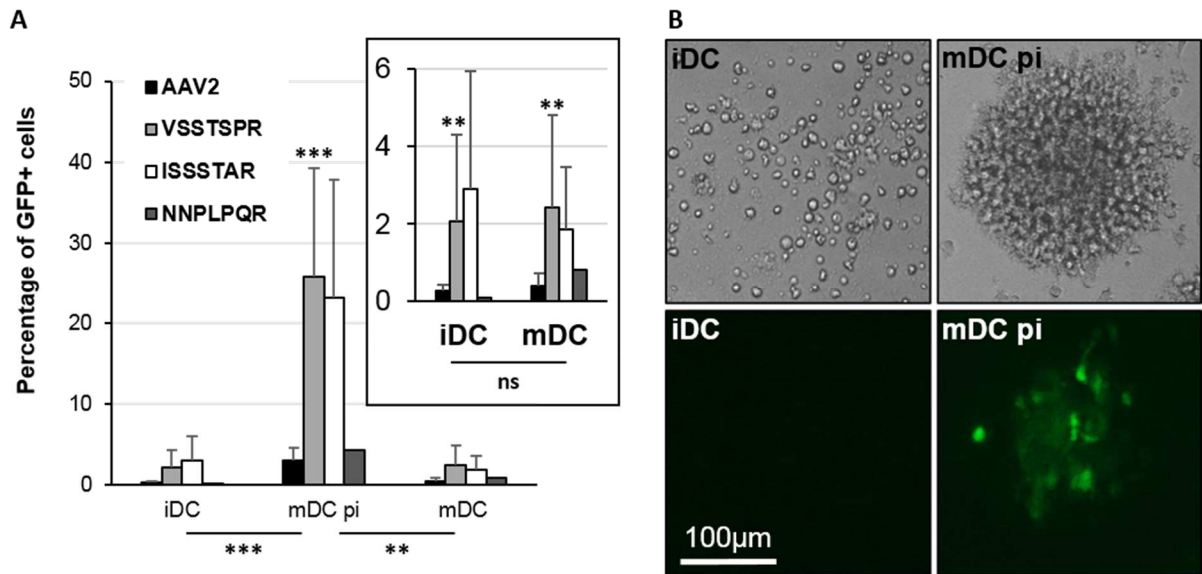 A
Percentage of GFP+ cells
50
40
30
20
10
0
AAV2
VSSTSPR
ISSSTAR
NNPLPQR
***
iDC
mDC pi
mDC
***
**
6
4
2
0
**
**
iDC
mDC
ns
B
iDC
mDC pi
iDC
mDC pi
100µm